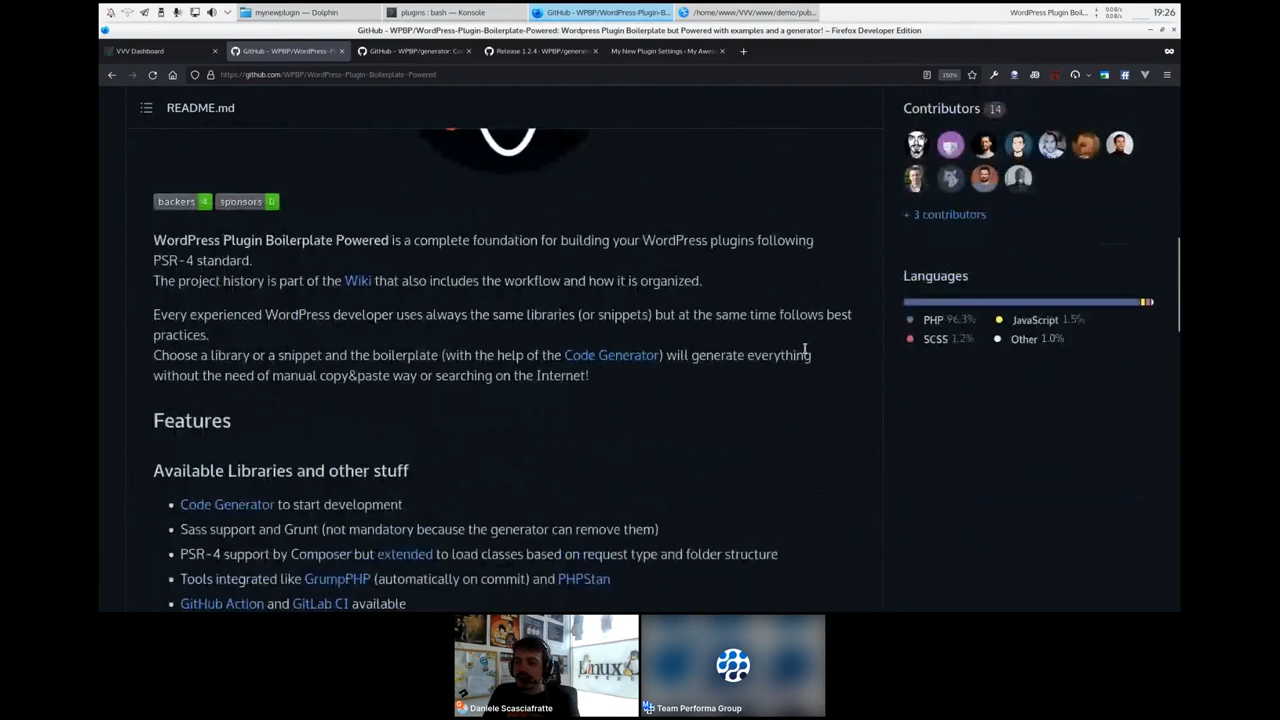 mynewplugin — Dolphin
plugins : bash — Konsole
GitHub - WPBP/WordPress-Plugin-B...
/home/www/VVV/www/demo/pub...
WordPress Plugin Boil...
0.0B/s
0.0B/s
19:26
GitHub - WPBP/WordPress-Plugin-Boilerplate-Powered: Wordpress Plugin Boilerplate but Powered with examples and a generator! – Firefox Developer Edition
VVV Dashboard
GitHub - WPBP/WordPress-P
GitHub - WPBP/generator: Co
Release 1.2.4 · WPBP/generato
My New Plugin Settings ‹ My Awes
https://github.com/WPBP/WordPress-Plugin-Boilerplate-Powered
150%
README.md
backers 4 sponsors 0
WordPress Plugin Boilerplate Powered is a complete foundation for building your WordPress plugins following
PSR-4 standard.
The project history is part of the Wiki that also includes the workflow and how it is organized.
Every experienced WordPress developer uses always the same libraries (or snippets) but at the same time follows best
practices.
Choose a library or a snippet and the boilerplate (with the help of the Code Generator) will generate everything
without the need of manual copy&paste way or searching on the Internet!
Features
Available Libraries and other stuff
• Code Generator to start development
• Sass support and Grunt (not mandatory because the generator can remove them)
• PSR-4 support by Composer but extended to load classes based on request type and folder structure
• Tools integrated like GrumpPHP (automatically on commit) and PHPStan
• GitHub Action and GitLab CI available
Contributors 14
+ 3 contributors
Languages
PHP 96.3%
JavaScript 1.5%
SCSS 1.2%
Other 1.0%
Linux
POWERED
Daniele Scasciafratte
Team Performa Group